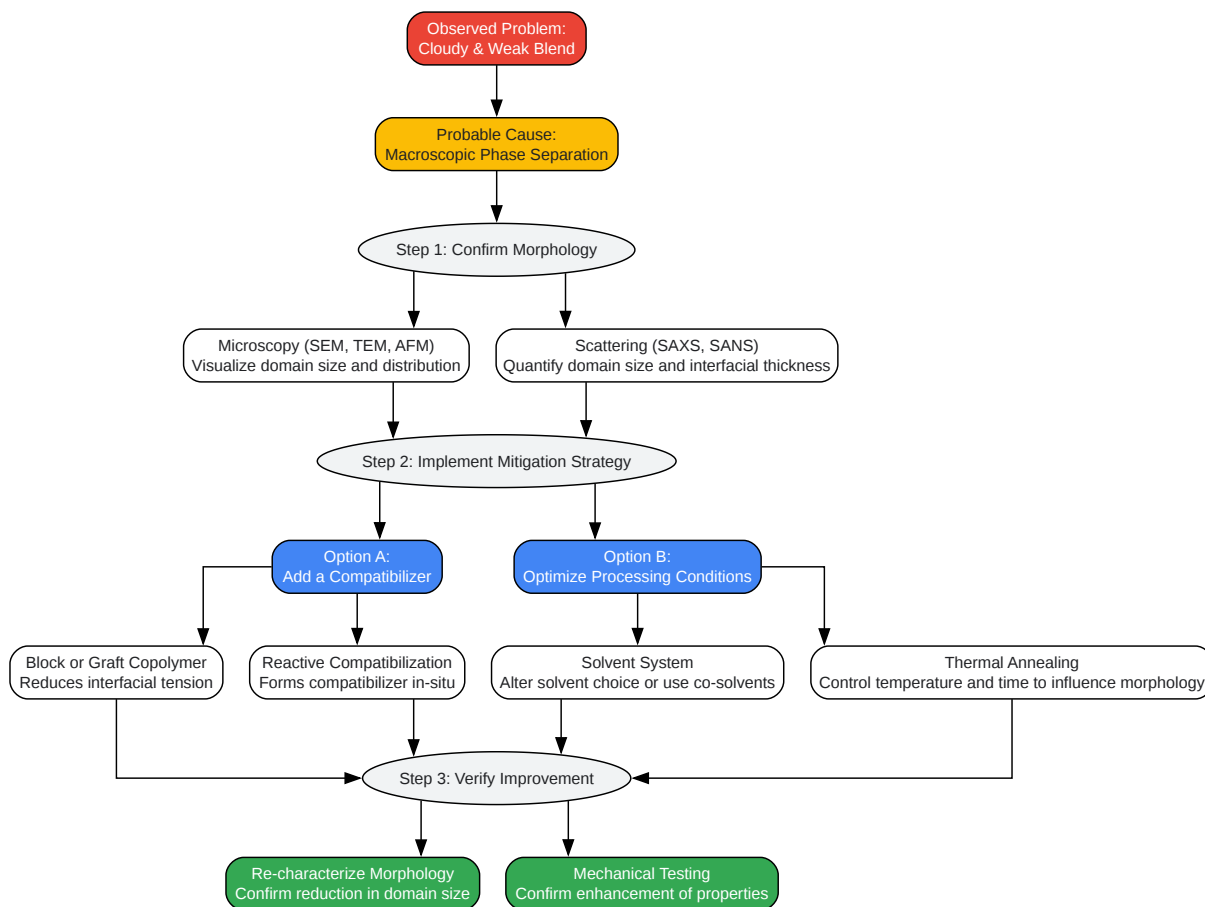 Observed Problem:
Cloudy & Weak Blend
Probable Cause:
Macroscopic Phase Separation
Step 1: Confirm Morphology
Microscopy (SEM, TEM, AFM)
Visualize domain size and distribution
Scattering (SAXS, SANS)
Quantify domain size and interfacial thickness
Step 2: Implement Mitigation Strategy
Option A:
Add a Compatibilizer
Option B:
Optimize Processing Conditions
Block or Graft Copolymer
Reduces interfacial tension
Reactive Compatibilization
Forms compatibilizer in-situ
Solvent System
Alter solvent choice or use co-solvents
Thermal Annealing
Control temperature and time to influence morphology
Step 3: Verify Improvement
Re-characterize Morphology
Confirm reduction in domain size
Mechanical Testing
Confirm enhancement of properties